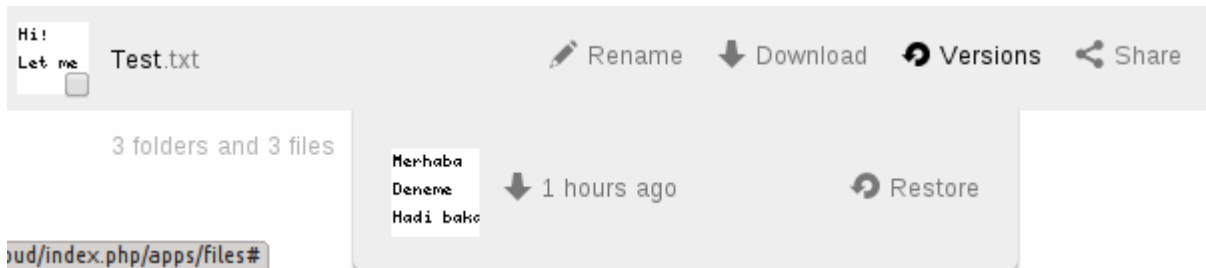 Hi!
Let me
Test.txt
Rename
Download
Versions
Share
3 folders and 3 files
Merhaba
Deneme
Hadi
1 hours ago
Restore
oud/index.php/apps/files#